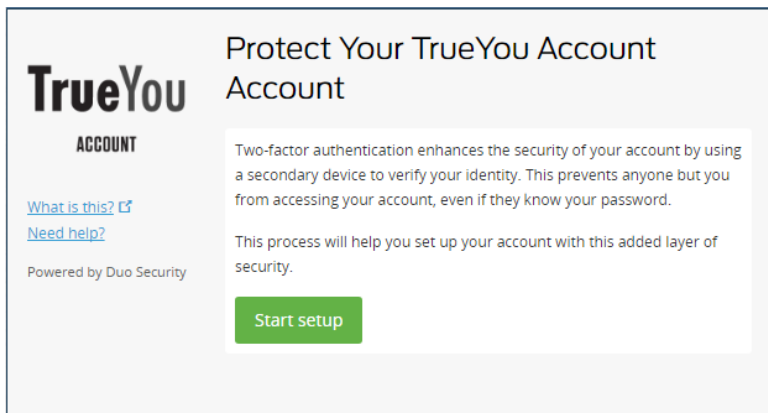 TrueYou
ACCOUNT
What is this?
Need help?
Powered by Duo Security
Protect Your TrueYou Account
Account
Two-factor authentication enhances the security of your account by using
a secondary device to verify your identity. This prevents anyone but you
from accessing your account, even if they know your password.
This process will help you set up your account with this added layer of
security.
Start setup